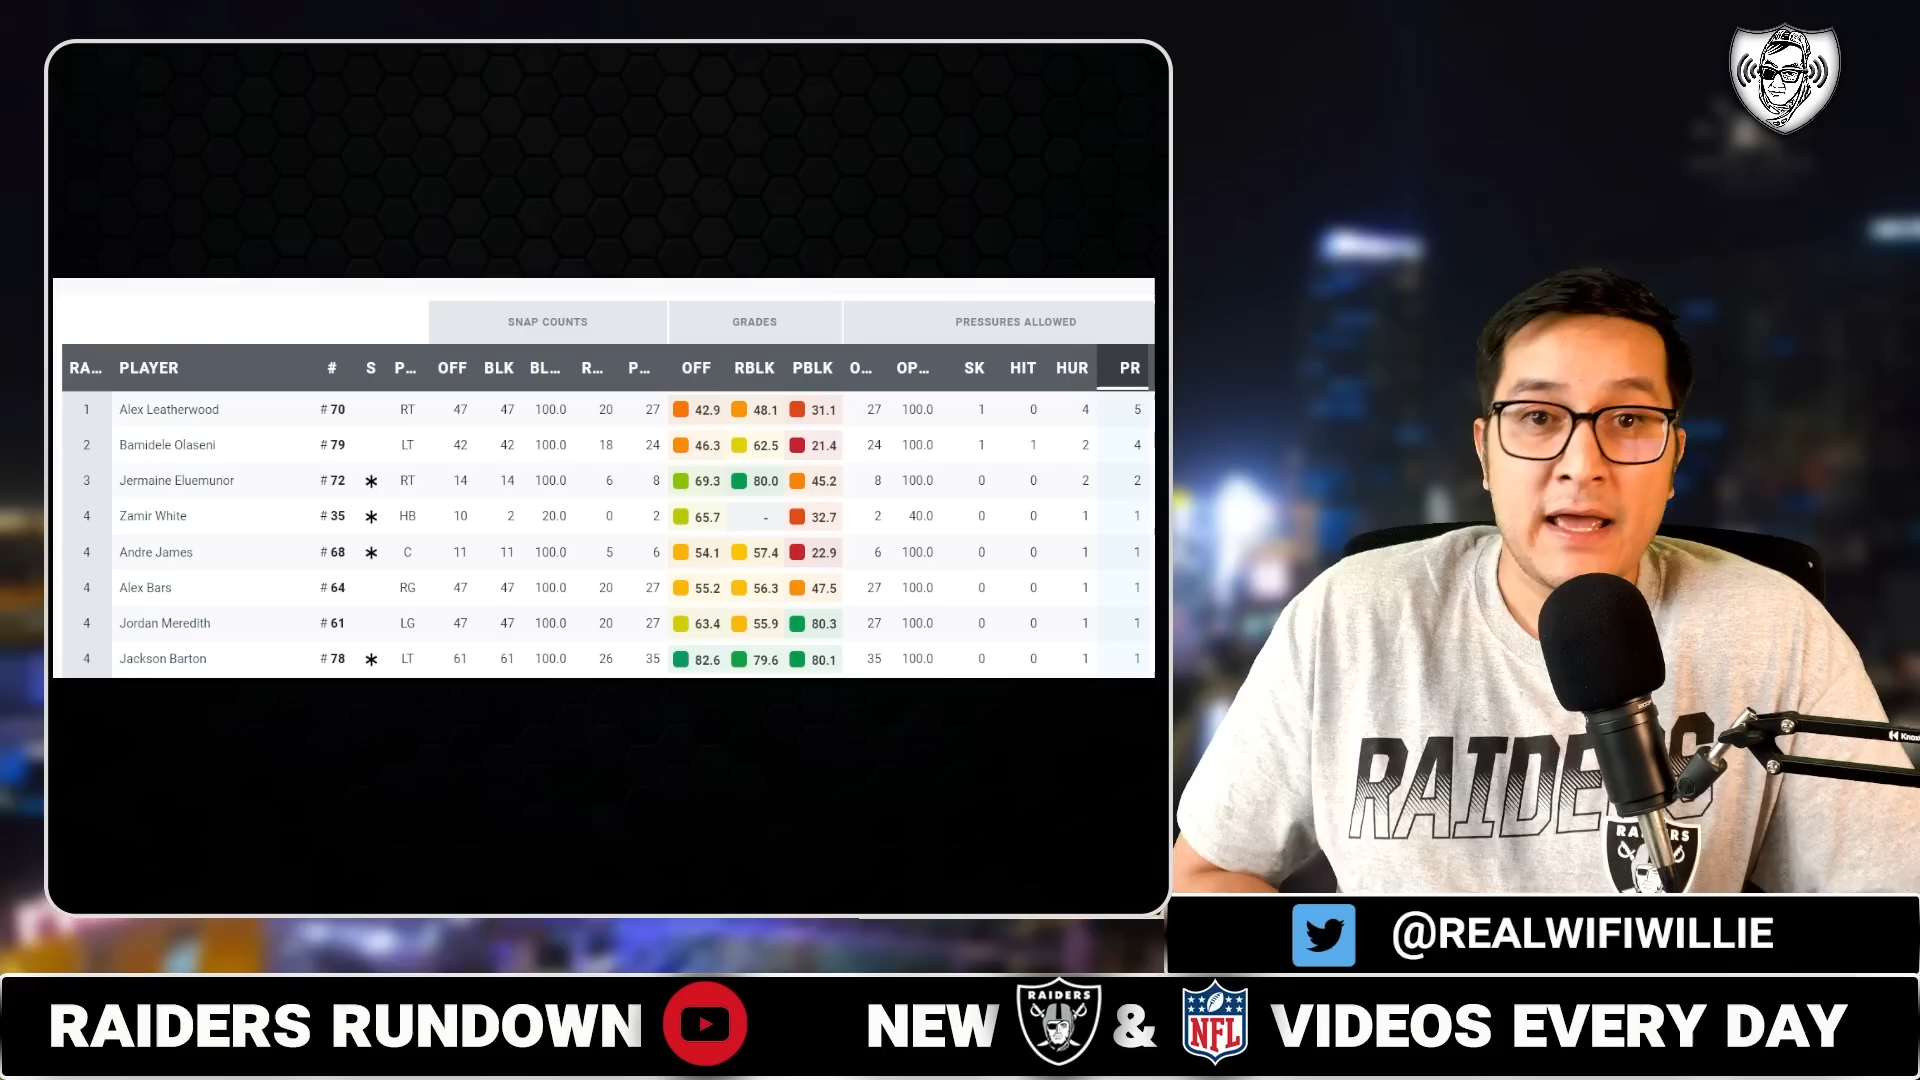 SNAP COUNTS GRADES PRESSURES ALLOWED
RA... PLAYER # S P... OFF BLK BL... R... P... OFF RBLK PBLK O... OP... SK HIT HUR PR
1 Alex Leatherwood #70 RT 47 47 100.0 20 27 42.9 48.1 31.1 27 100.0 1 0 4 5
2 Bamidele Olaseni #79 LT 42 42 100.0 18 24 46.3 62.5 21.4 24 100.0 1 1 2 4
3 Jermaine Eluemunor #72 * RT 14 14 100.0 6 8 69.3 80.0 45.2 8 100.0 0 0 2 2
4 Zamir White #35 * HB 10 2 20.0 0 2 65.7 - 32.7 2 40.0 0 0 1 1
4 Andre James #68 * C 11 11 100.0 5 6 54.1 57.4 22.9 6 100.0 0 0 1 1
4 Alex Bars #64 RG 47 47 100.0 20 27 55.2 56.3 47.5 27 100.0 0 0 1 1
4 Jordan Meredith #61 LG 47 47 100.0 20 27 63.4 55.9 80.3 27 100.0 0 0 1 1
4 Jackson Barton #78 * LT 61 61 100.0 26 35 82.6 79.6 80.1 35 100.0 0 0 1 1
RAIDERS
@REALWIFIWILLIE
RAIDERS RUNDOWN NEW RAIDERS & NFL VIDEOS EVERY DAY